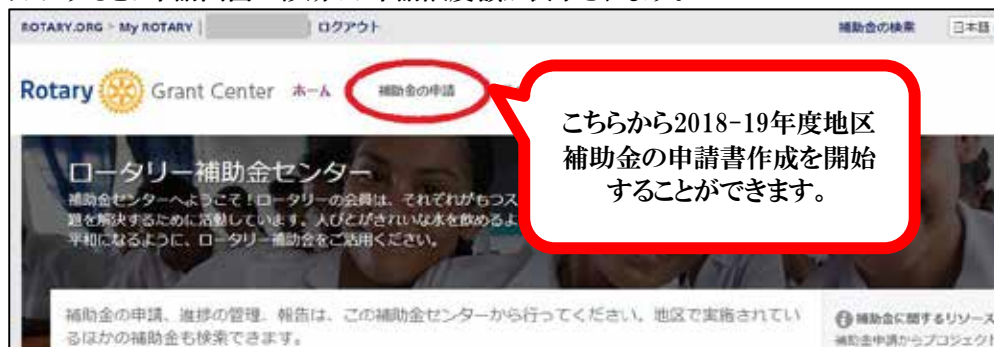 ROTARY.ORG > My ROTARY | ログアウト 補助金の検索 日本語
Rotary Grant Center ホーム 補助金の申請
こちらから2018-19年度地区
補助金の申請書作成を開始
することができます。
ロータリー補助金センター
補助金センターへようこそ！ロータリーの会員は、それぞれがもつス
題を解決するために活動しています。人びとがきれいな水を飲めるよ
平和になるように、ロータリー補助金をご活用ください。
補助金の申請、進捗の管理、報告は、この補助金センターから行ってください。地区で実施されてい
るほかの補助金も検索できます。
補助金に関するリソース
補助金申請からプロジェクト